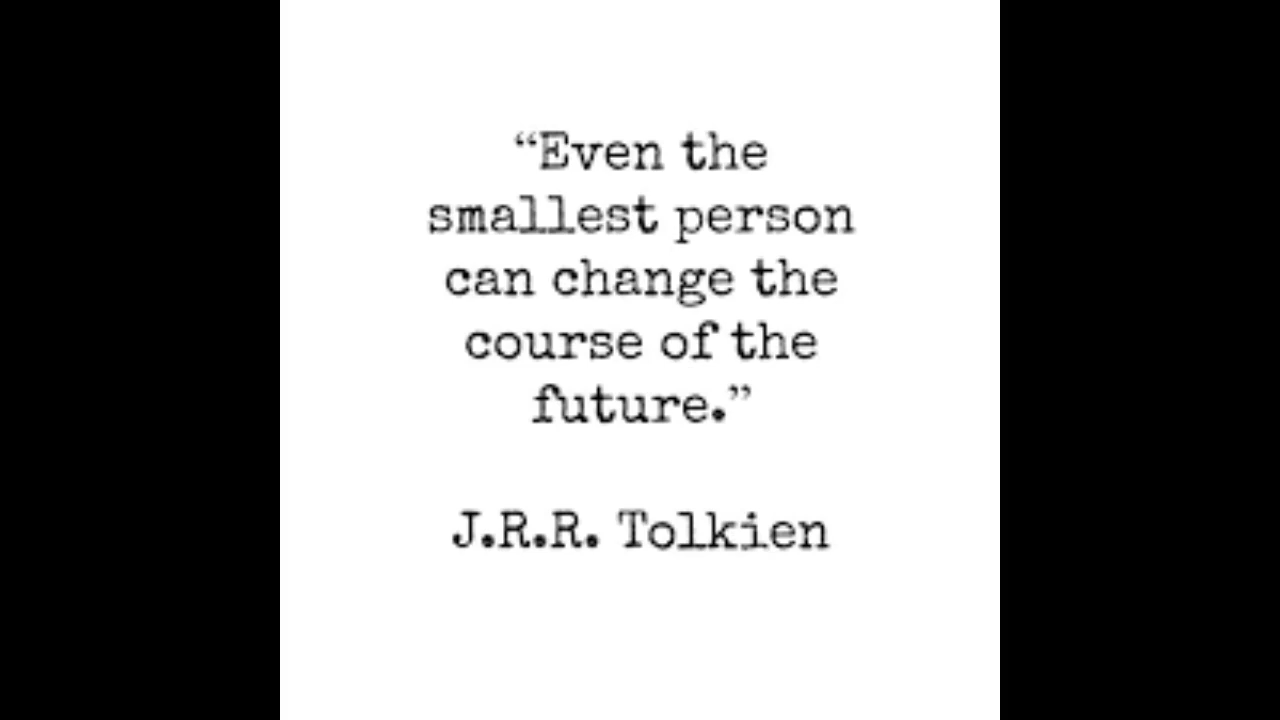 “Even the
smallest person
can change the
course of the
future.”
J.R.R. Tolkien